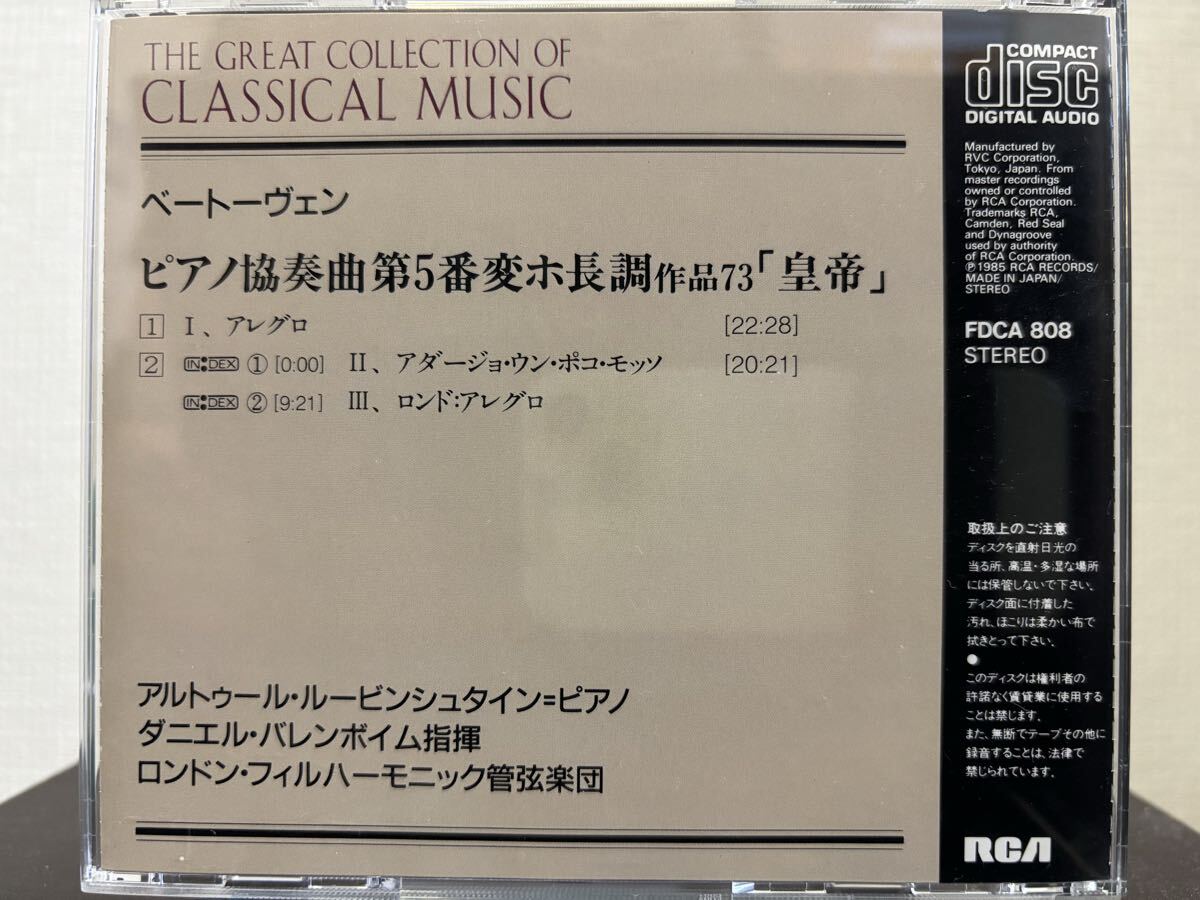 THE GREAT COLLECTION OF
CLASSICAL MUSIC
ベートーヴェン
ピアノ協奏曲第5番変ホ長調作品73「皇帝」
1 Ⅰ、アレグロ [22:28]
2 INDEX ① [0:00] Ⅱ、アダージョ・ウン・ポコ・モッソ [20:21]
INDEX ② [9:21] Ⅲ、ロンド:アレグロ
アルトゥール・ルービンシュタイン=ピアノ
ダニエル・バレンボイム指揮
ロンドン・フィルハーモニック管弦楽団
COMPACT
disc
DIGITAL AUDIO
Manufactured by
RVC Corporation,
Tokyo, Japan. From
master recordings
owned or controlled
by RCA Corporation.
Trademarks RCA,
Camden, Red Seal
and Dynagroove
used by authority
of RCA Corporation.
℗1985 RCA RECORDS/
MADE IN JAPAN/
STEREO
FDCA 808
STEREO
取扱上のご注意
ディスクを直射日光の
当る所、高温・多湿な場所
には保管しないで下さい。
ディスク面に付着した
汚れ、ほこりは柔かい布で
拭きとって下さい。
●
このディスクは権利者の
許諾なく賃貸業に使用する
ことは禁じます。
また、無断でテープその他に
録音することは、法律で
禁じられています。
RCA